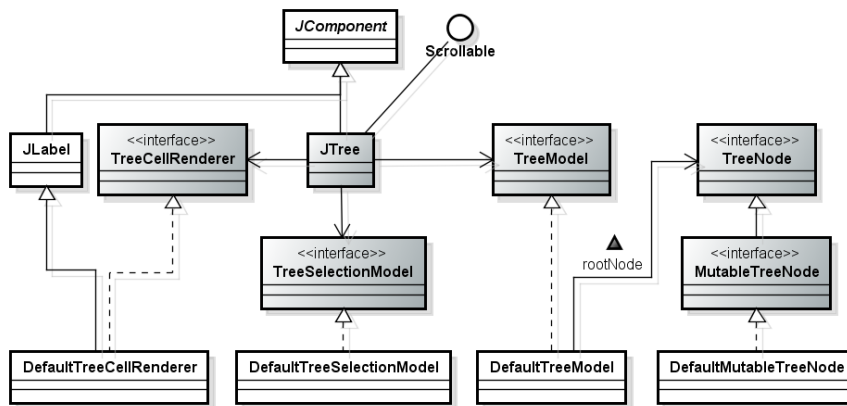 JComponent
Scrollable
JLabel
<<interface>>
TreeCellRenderer
JTree
<<interface>>
TreeModel
<<interface>>
TreeNode
<<interface>>
TreeSelectionModel
rootNode
<<interface>>
MutableTreeNode
DefaultTreeCellRenderer
DefaultTreeSelectionModel
DefaultTreeModel
DefaultMutableTreeNode